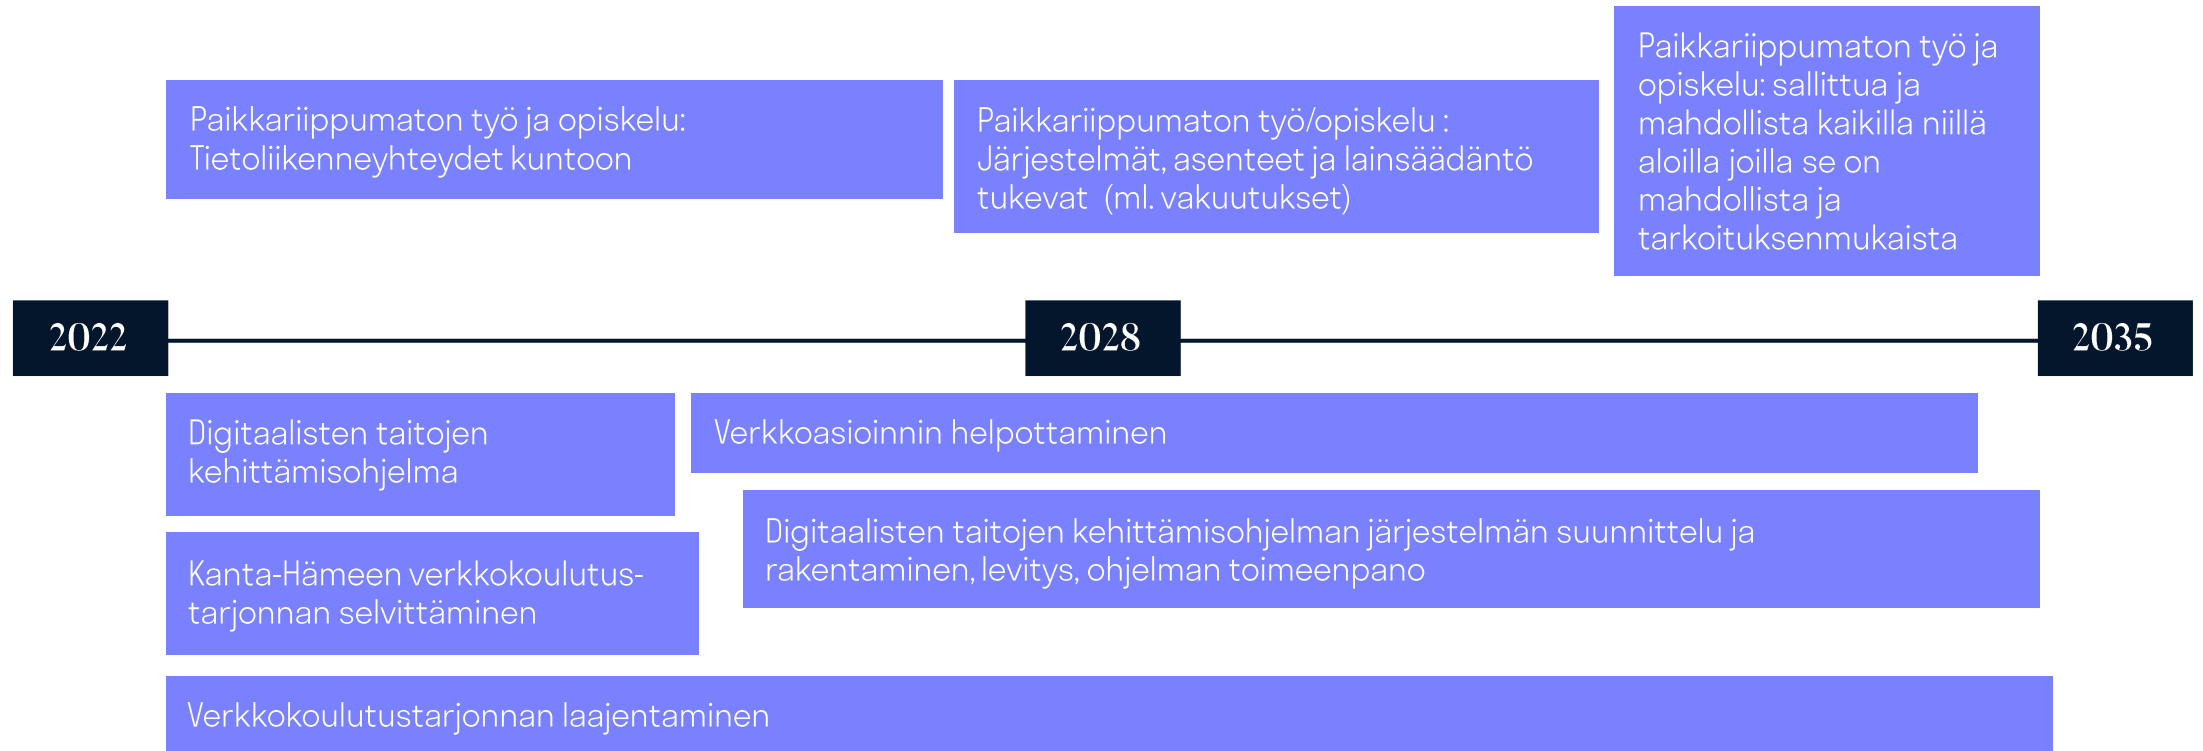 Paikkariippumaton työ ja opiskelu:
Tietoliikenneyhteydet kuntoon
Paikkariippumaton työ/opiskelu :
Järjestelmät, asenteet ja lainsäädäntö
tukevat (ml. vakuutukset)
Paikkariippumaton työ ja
opiskelu: sallittua ja
mahdollista kaikilla niillä
aloilla joilla se on
mahdollista ja
tarkoituksenmukaista
2022
2028
2035
Digitaalisten taitojen
kehittämisohjelma
Verkkoasioinnin helpottaminen
Digitaalisten taitojen kehittämisohjelman järjestelmän suunnittelu ja
rakentaminen, levitys, ohjelman toimeenpano
Kanta-Hämeen verkkokoulutus-
tarjonnan selvittäminen
Verkkokoulutustarjonnan laajentaminen